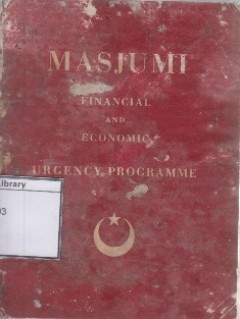 MASJUMI
FINANCIAL
AND
ECONOMIC
URGENCY PROGRAMME
Library
03